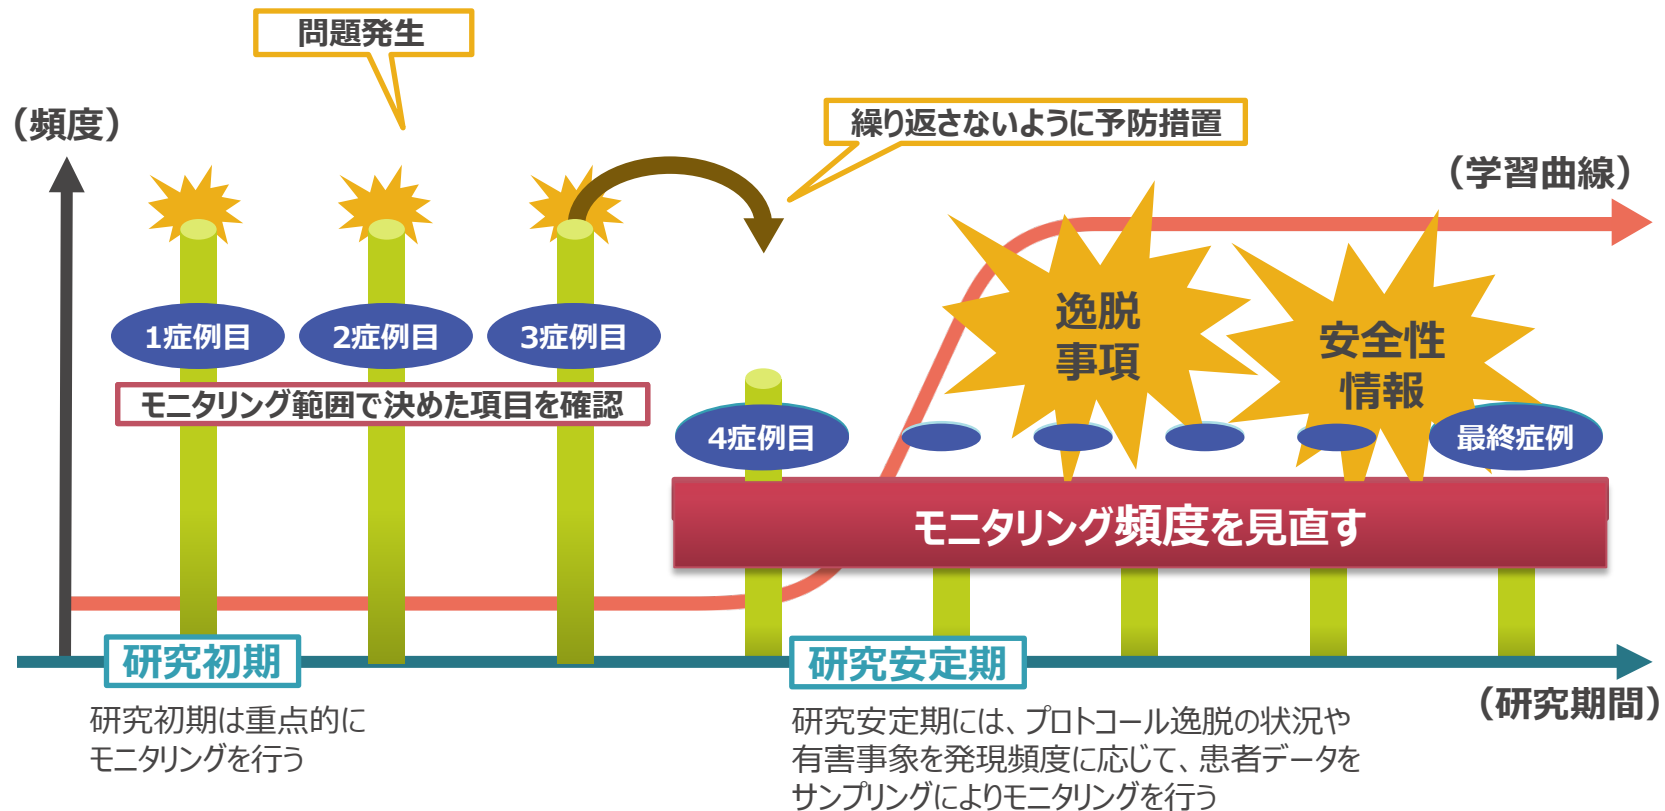 問題発生
（頻度）
繰り返さないように予防措置
（学習曲線）
1症例目
2症例目
3症例目
モニタリング範囲で決めた項目を確認
逸脱
事項
安全性
情報
4症例目
最終症例
モニタリング頻度を見直す
研究初期
研究安定期
（研究期間）
研究初期は重点的に
モニタリングを行う
研究安定期には、プロトコール逸脱の状況や
有害事象を発現頻度に応じて、患者データを
サンプリングによりモニタリングを行う